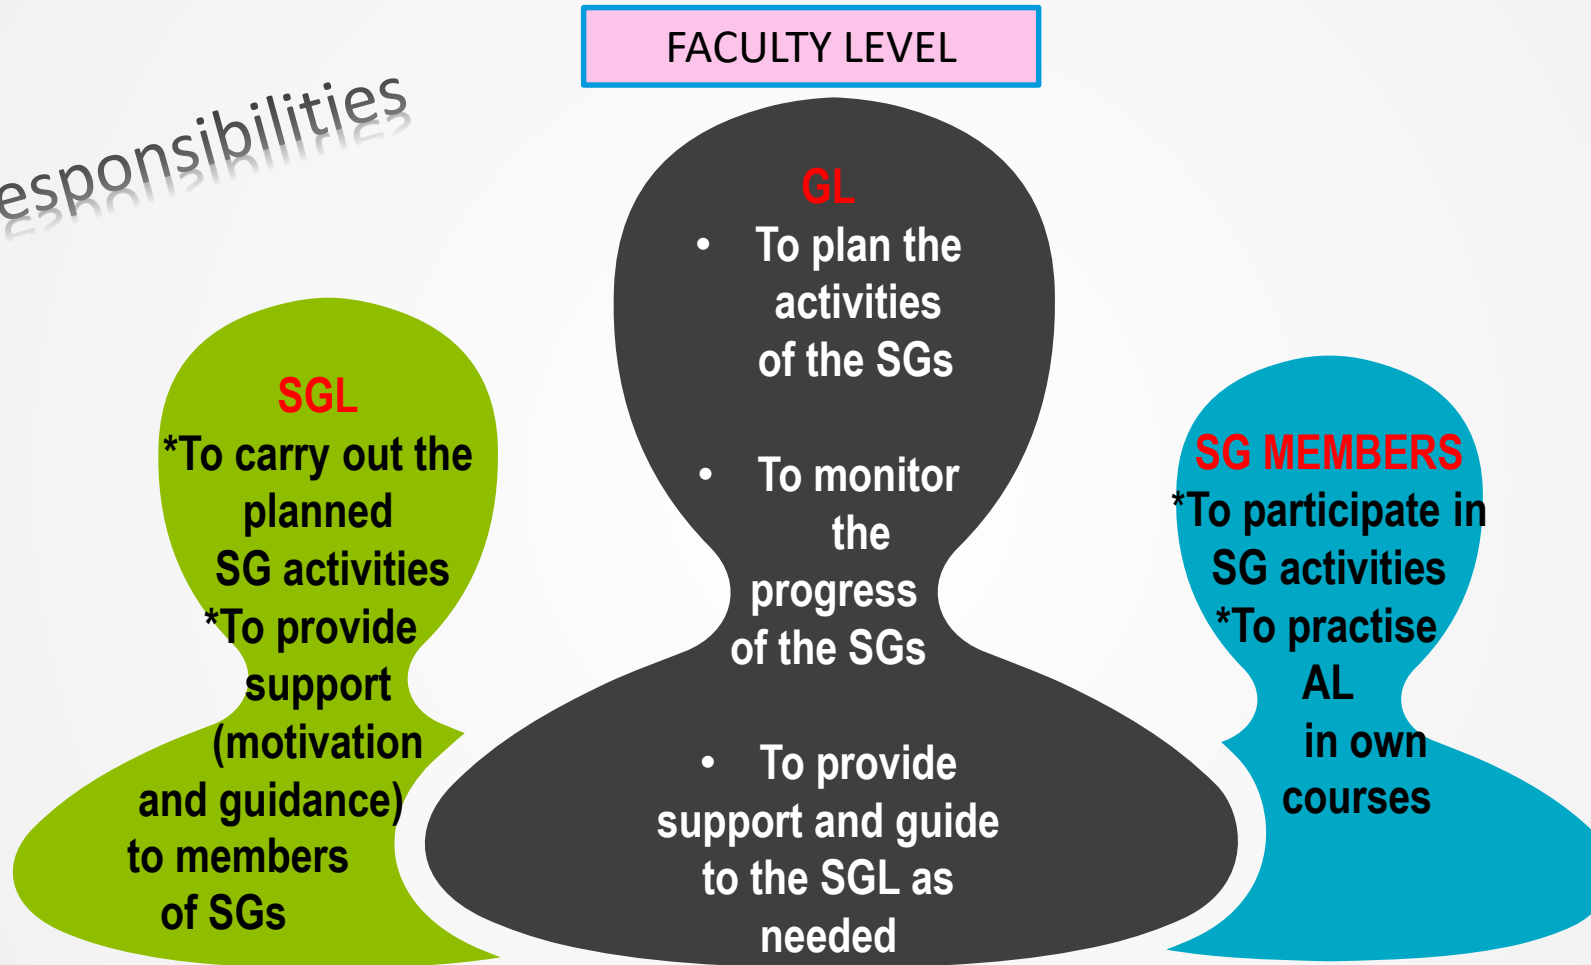 FACULTY LEVEL
esponsibilities
SGL
*To carry out the
planned
SG activities
*To provide
support
(motivation
and guidance)
to members
of SGs
GL
• To plan the
activities
of the SGs
• To monitor
the
progress
of the SGs
• To provide
support and guide
to the SGL as
needed
SG MEMBERS
*To participate in
SG activities
*To practise
AL
in own
courses